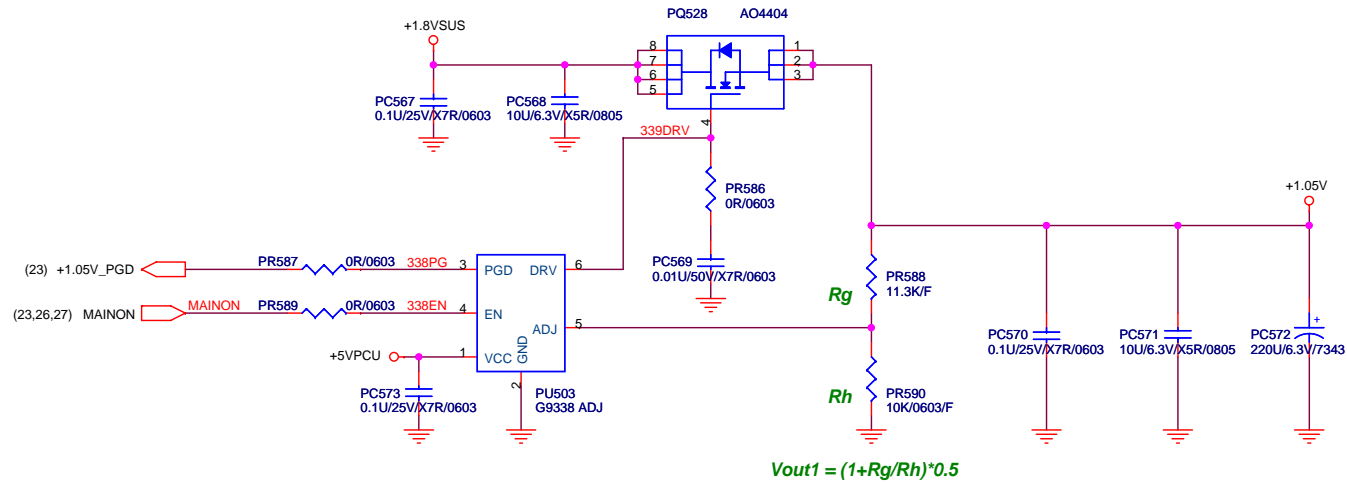 PQ528 AO4404
+1.8VSUS
8
7
6
5
1
2
3
4
PC567
0.1U/25V/X7R/0603
PC568
10U/6.3V/X5R/0805
339DRV
PR586
0R/0603
+1.05V
(23) +1.05V_PGD
PR587 0R/0603 338PG 3 PGD DRV 6
PC569
0.01U/50V/X7R/0603
PR588
11.3K/F
Rg
(23,26,27) MAINON
MAINON PR589 0R/0603 338EN 4 EN
ADJ 5
+5VPCU
1 VCC GND
2
PC573
0.1U/25V/X7R/0603
PU503
G9338 ADJ
Rh
PR590
10K/0603/F
PC570
0.1U/25V/X7R/0603
PC571
10U/6.3V/X5R/0805
PC572
+
220U/6.3V/7343
Vout1 = (1+Rg/Rh)*0.5